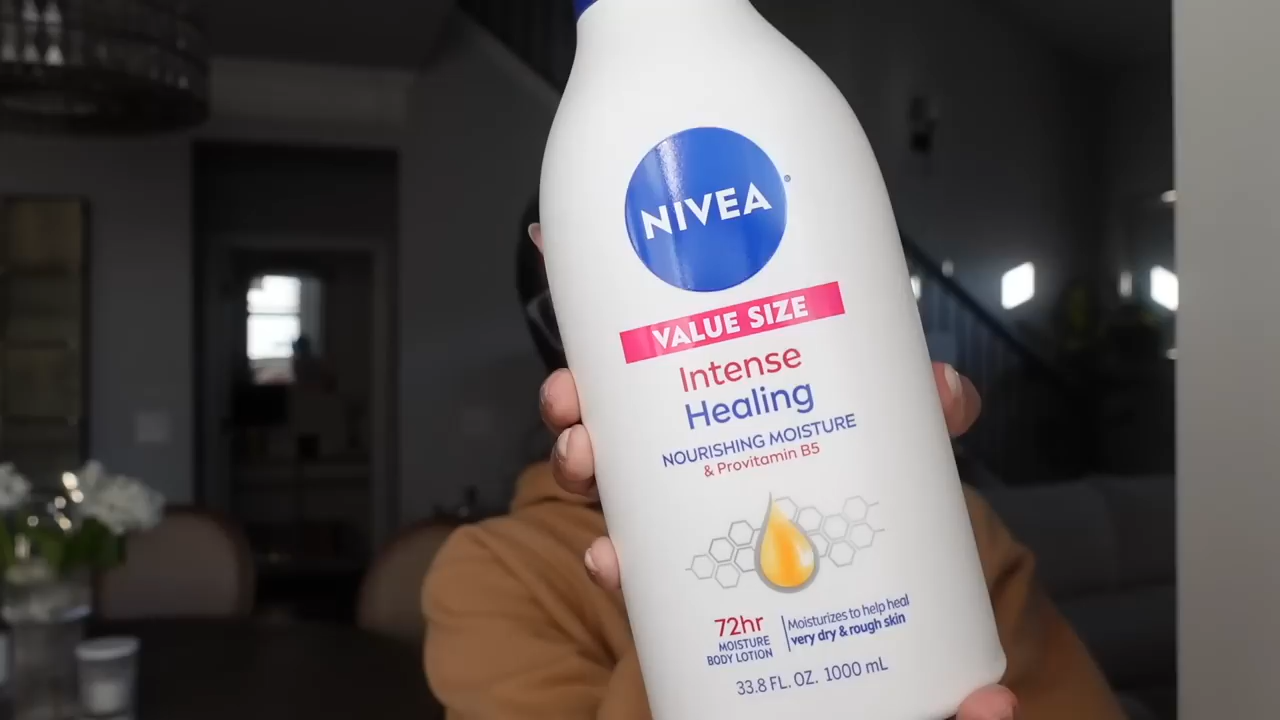 NIVEA
VALUE SIZE
Intense
Healing
NOURISHING MOISTURE
& Provitamin B5
72hr
MOISTURE
BODY LOTION
Moisturizes to help heal
very dry & rough skin
33.8 FL. OZ. 1000 mL